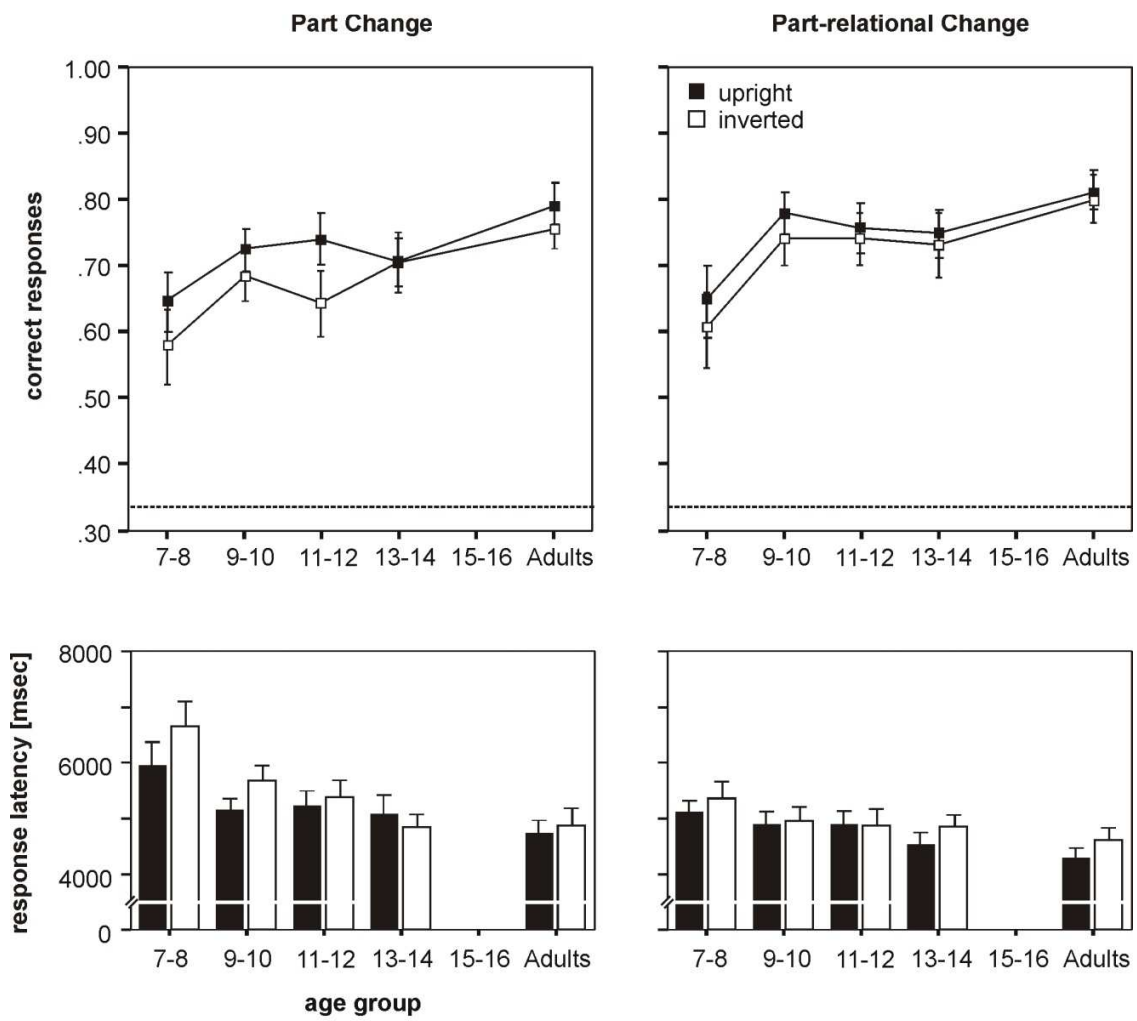 Part Change
Part-relational Change
correct responses
1.00
.90
.80
.70
.60
.50
.40
.30
7-8 9-10 11-12 13-14 15-16 Adults
upright
inverted
7-8 9-10 11-12 13-14 15-16 Adults
response latency [msec]
8000
6000
4000
0
7-8 9-10 11-12 13-14 15-16 Adults
7-8 9-10 11-12 13-14 15-16 Adults
age group